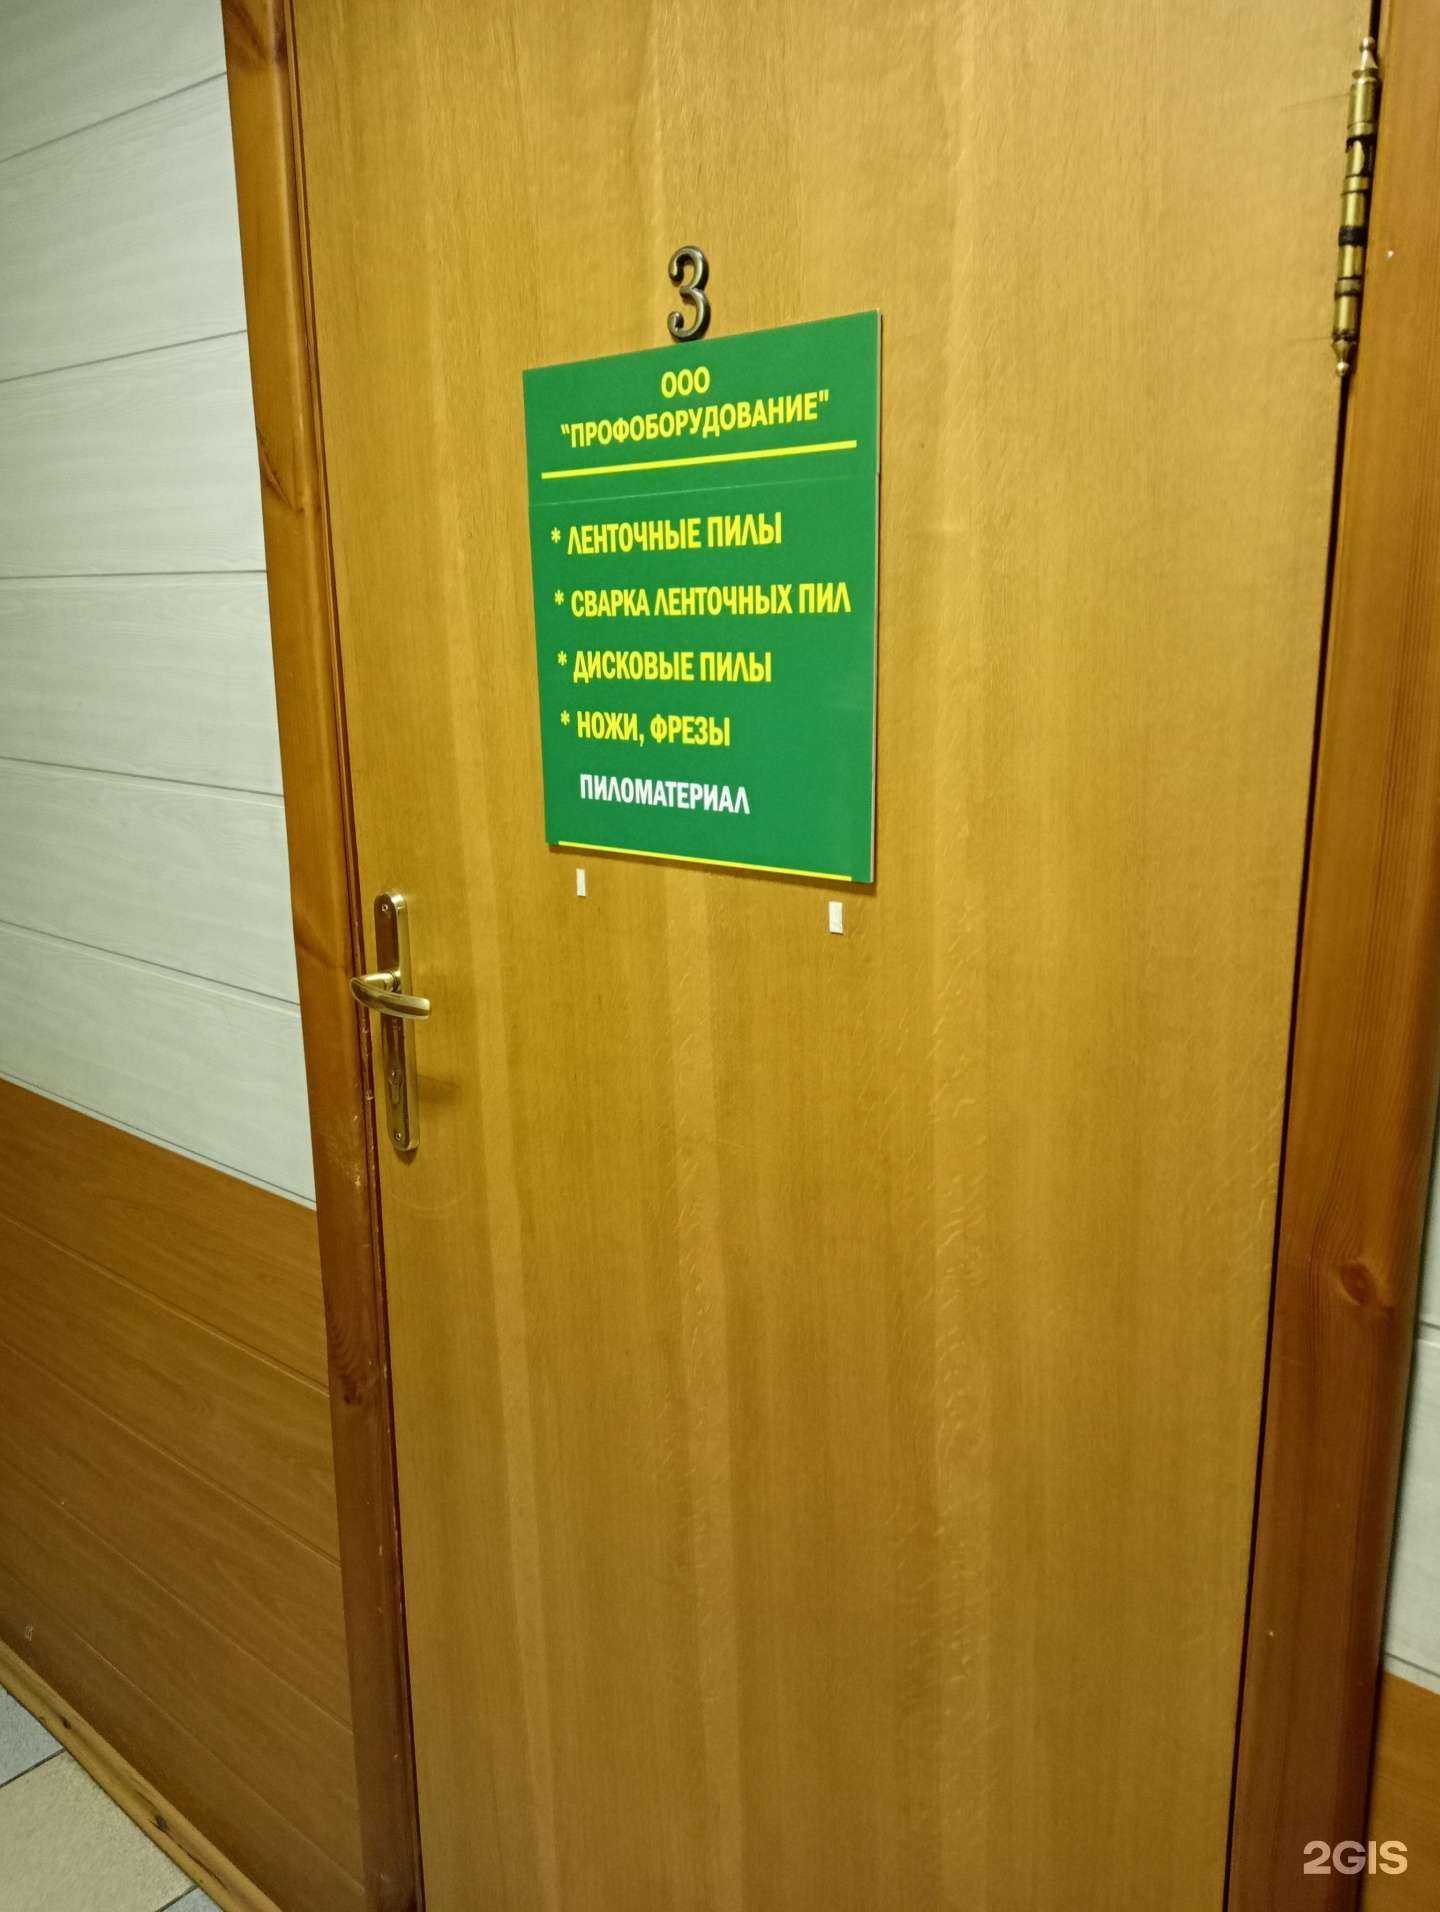 3
ООО
"ПРОФОБОРУДОВАНИЕ"
* ЛЕНТОЧНЫЕ ПИЛЫ
* СВАРКА ЛЕНТОЧНЫХ ПИЛ
* ДИСКОВЫЕ ПИЛЫ
* НОЖИ, ФРЕЗЫ
ПИЛОМАТЕРИАЛ
2GIS